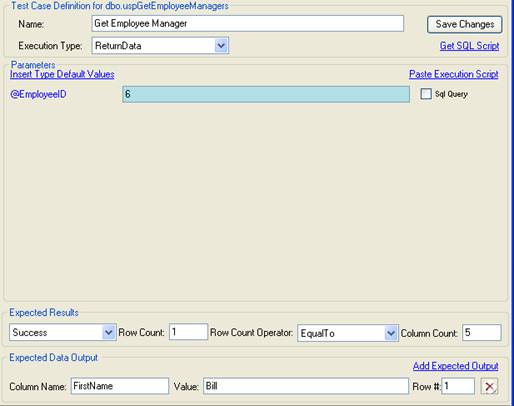 Test Case Definition for dbo.uspGetEmployeeManagers
Name: Get Employee Manager Save Changes
Execution Type: ReturnData Get SQL Script
Parameters
Insert Type Default Values Paste Execution Script
@EmployeeID 6 Sql Query
Expected Results
Success Row Count: 1 Row Count Operator: EqualTo Column Count: 5
Expected Data Output
Add Expected Output
Column Name: FirstName Value: Bill Row #: 1 X